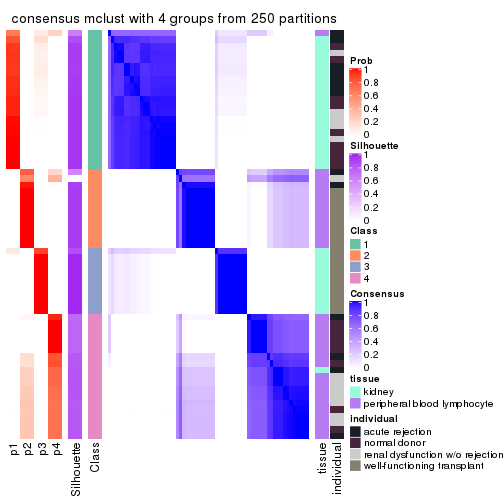 consensus mclust with 4 groups from 250 partitions
Prob
1
0.8
0.6
0.4
0.2
0
Silhouette
1
0.8
0.6
0.4
0.2
0
Class
1
2
3
4
Consensus
1
0.8
0.6
0.4
0.2
0
tissue
kidney
peripheral blood lymphocyte
individual
acute rejection
normal donor
renal dysfunction w/o rejection
well-functioning transplant
p1
p2
p3
p4
Silhouette
Class
tissue
individual